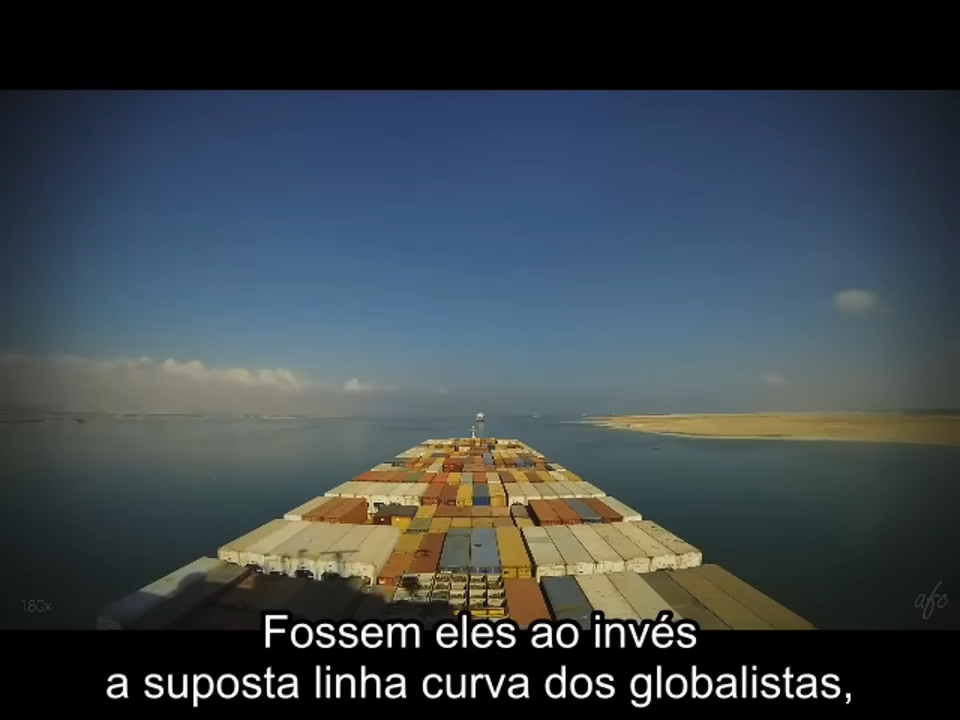 180x
afc
Fossem eles ao invés
a suposta linha curva dos globalistas,